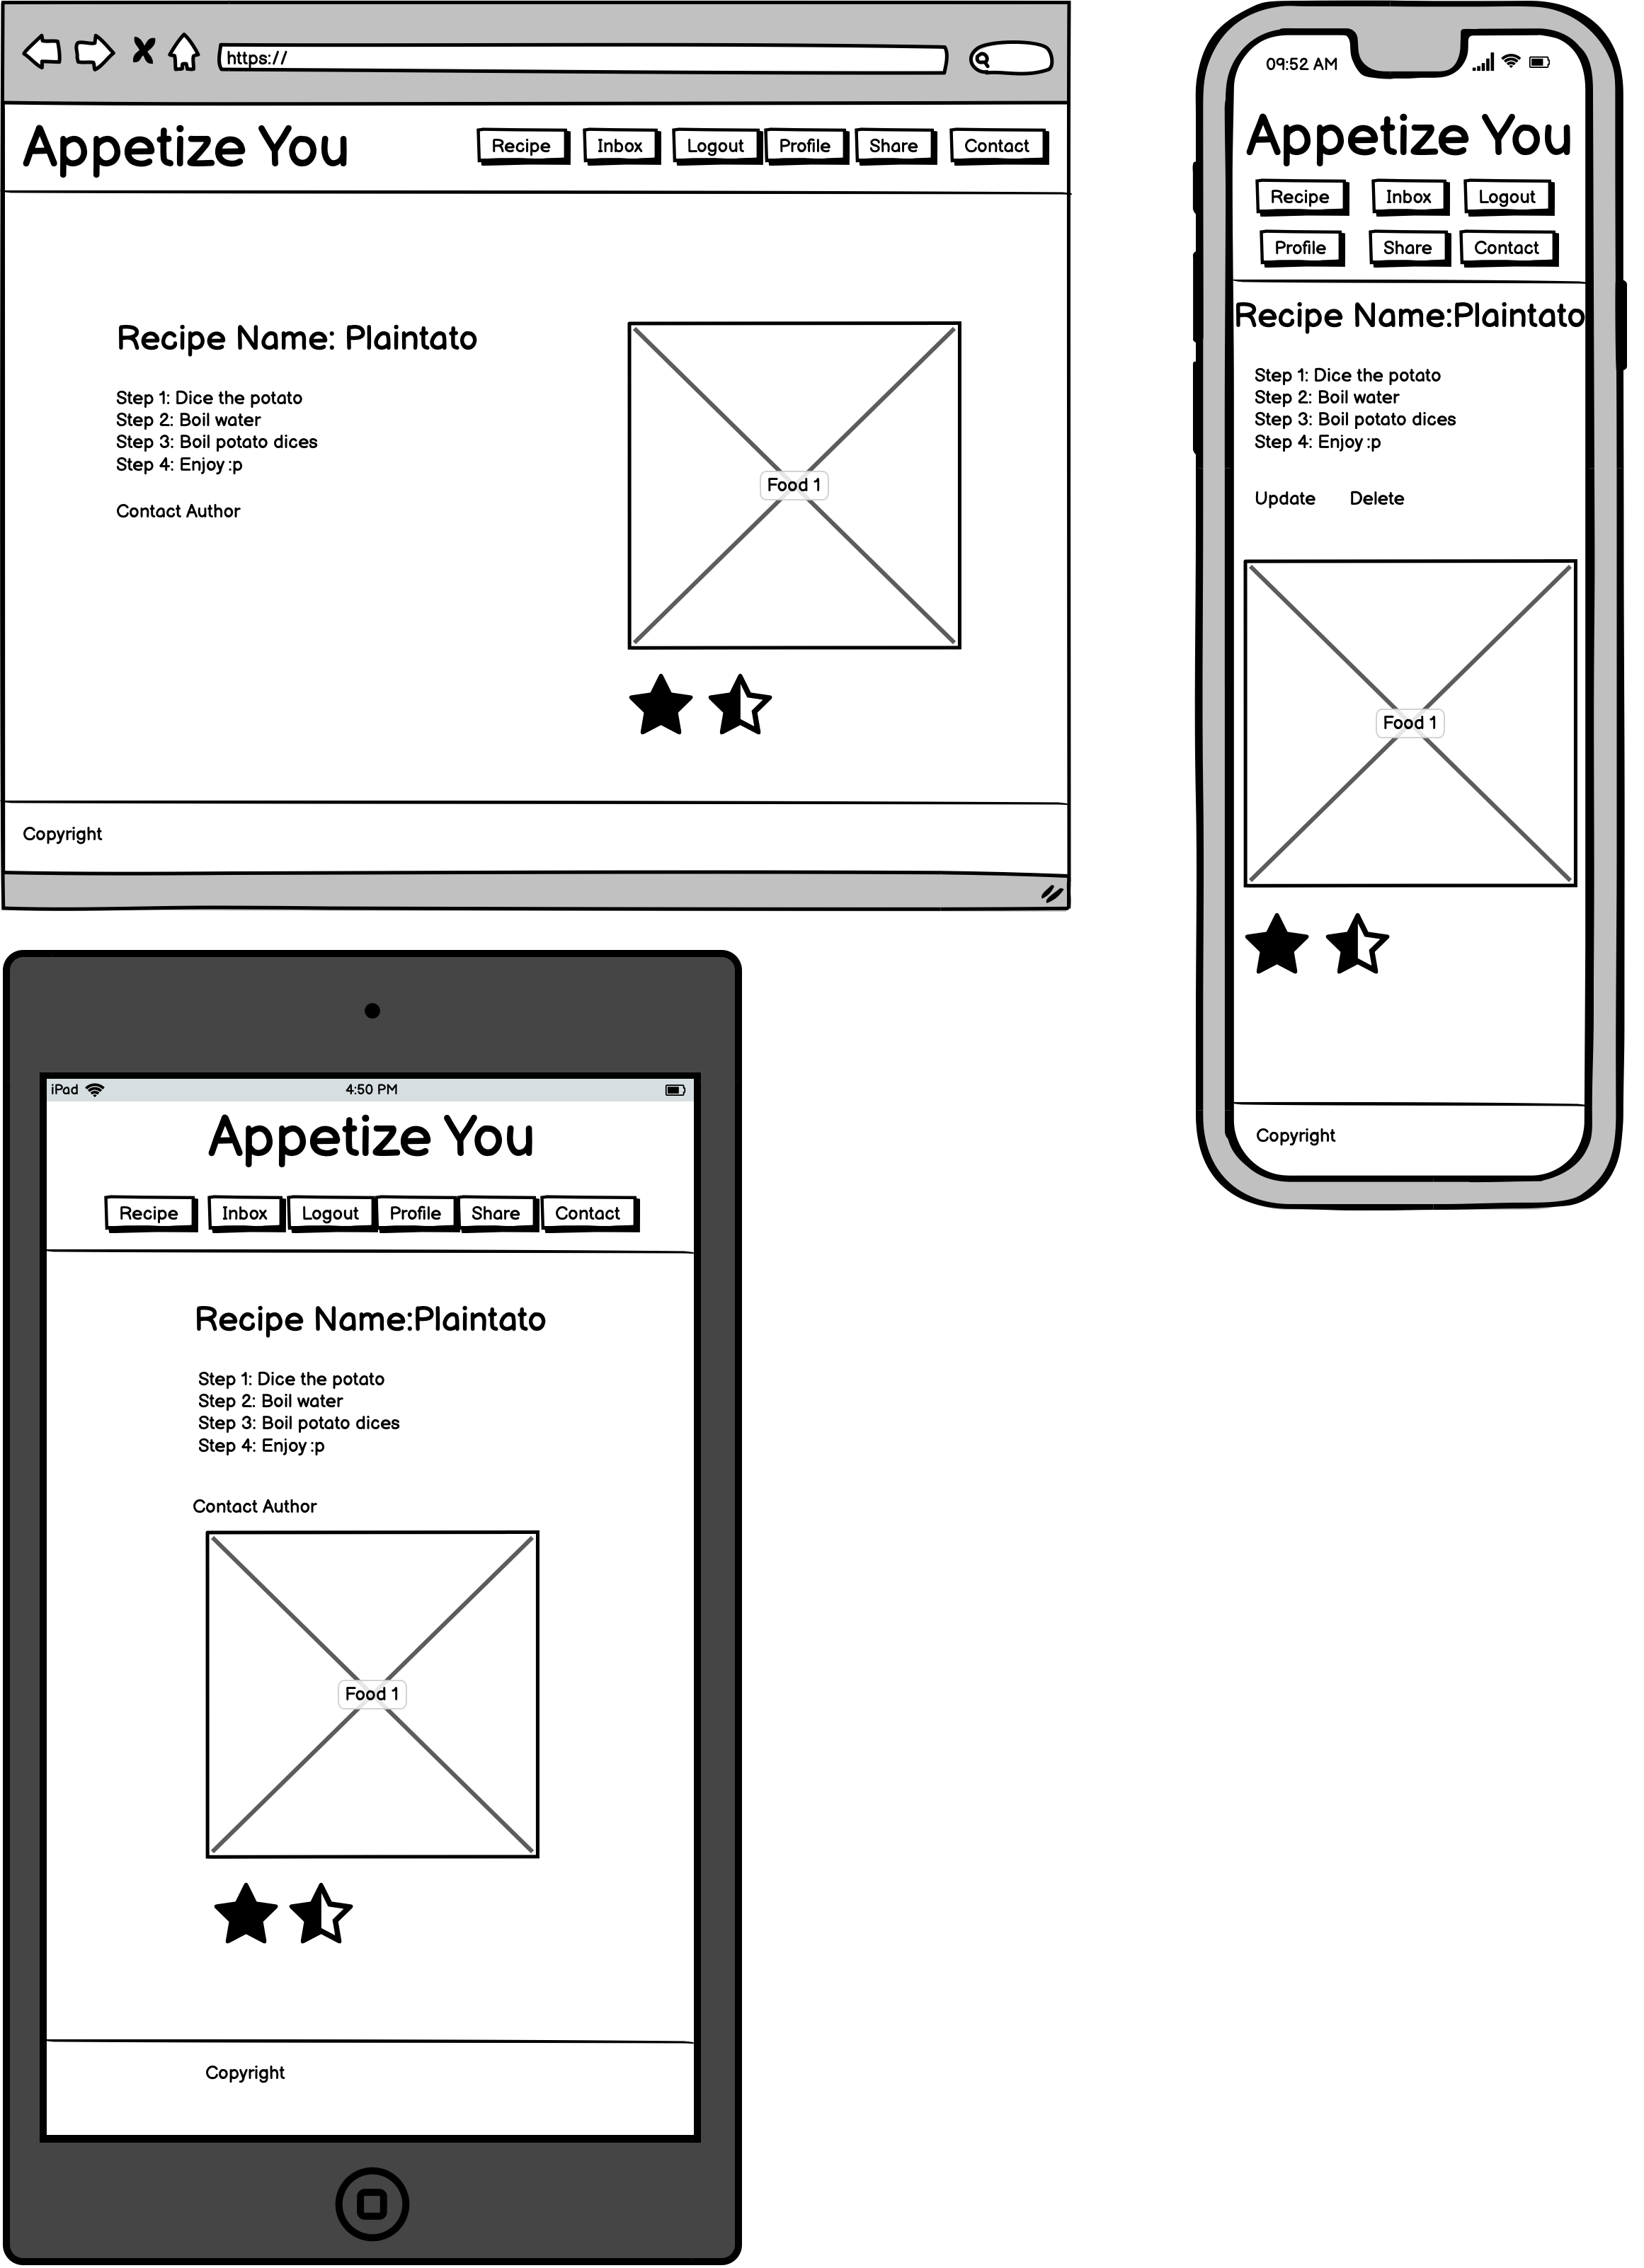 https://
Appetize You
Recipe Inbox Logout Profile Share Contact
Recipe Name: Plaintato
Step 1: Dice the potato
Step 2: Boil water
Step 3: Boil potato dices
Step 4: Enjoy :p
Contact Author
Food 1
Copyright
09:52 AM
Appetize You
Recipe Inbox Logout
Profile Share Contact
Recipe Name:Plaintato
Step 1: Dice the potato
Step 2: Boil water
Step 3: Boil potato dices
Step 4: Enjoy :p
Update Delete
Food 1
Copyright
iPad 4:50 PM
Appetize You
Recipe Inbox Logout Profile Share Contact
Recipe Name:Plaintato
Step 1: Dice the potato
Step 2: Boil water
Step 3: Boil potato dices
Step 4: Enjoy :p
Contact Author
Food 1
Copyright